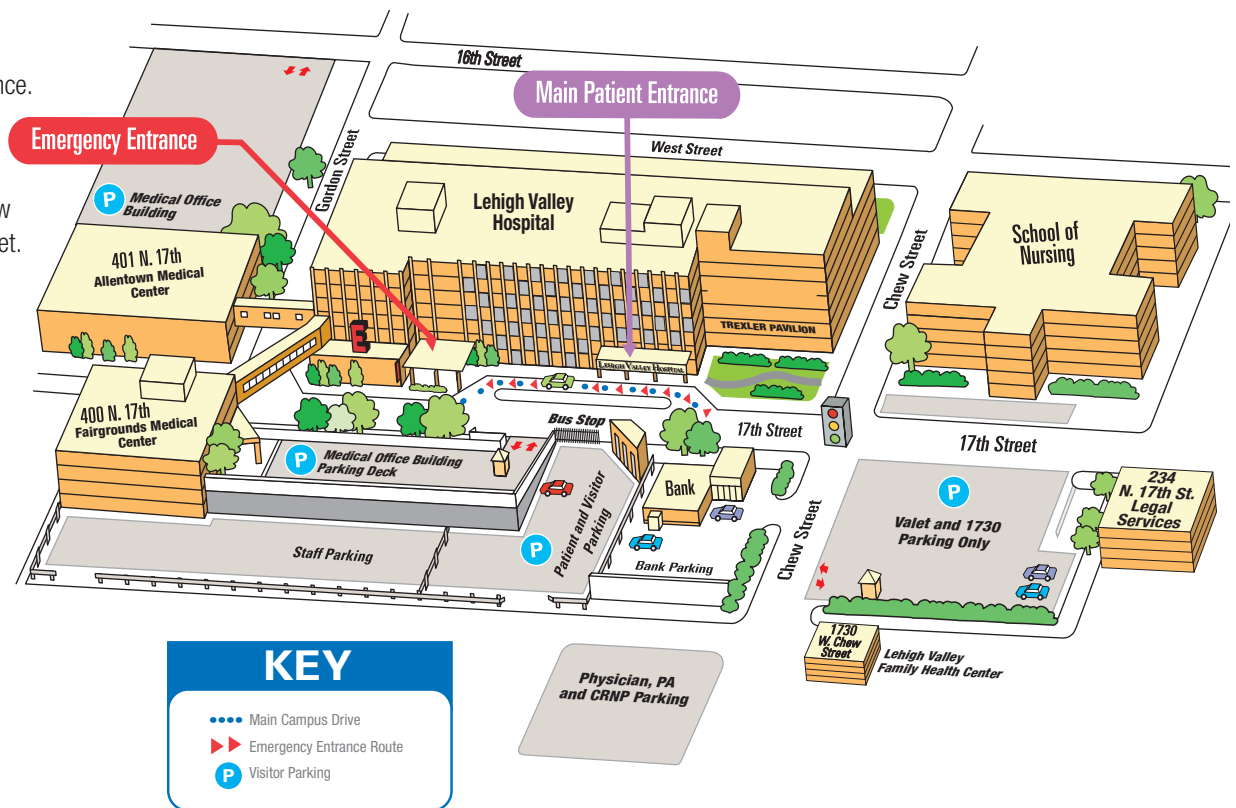 16th Street
nce.
Main Patient Entrance
Emergency Entrance
West Street
Gordon Street
P
Medical Office
Building
w
et.
Lehigh Valley
Hospital
School of
Nursing
Chew Street
401 N. 17th
Allentown Medical
Center
E
TREXLER PAVILION
LEHIGH VALLEY HOSPITAL
400 N. 17th
Fairgrounds Medical
Center
Bus Stop
17th Street
17th Street
P
Medical Office Building
Parking Deck
Bank
P
Valet and 1730
Parking Only
234
N. 17th St.
Legal
Services
Staff Parking
P
Patient and Visitor
Parking
Bank Parking
Chew Street
1730
W. Chew
Street
Lehigh Valley
Family Health Center
Physician, PA
and CRNP Parking
KEY
Main Campus Drive
Emergency Entrance Route
P
Visitor Parking